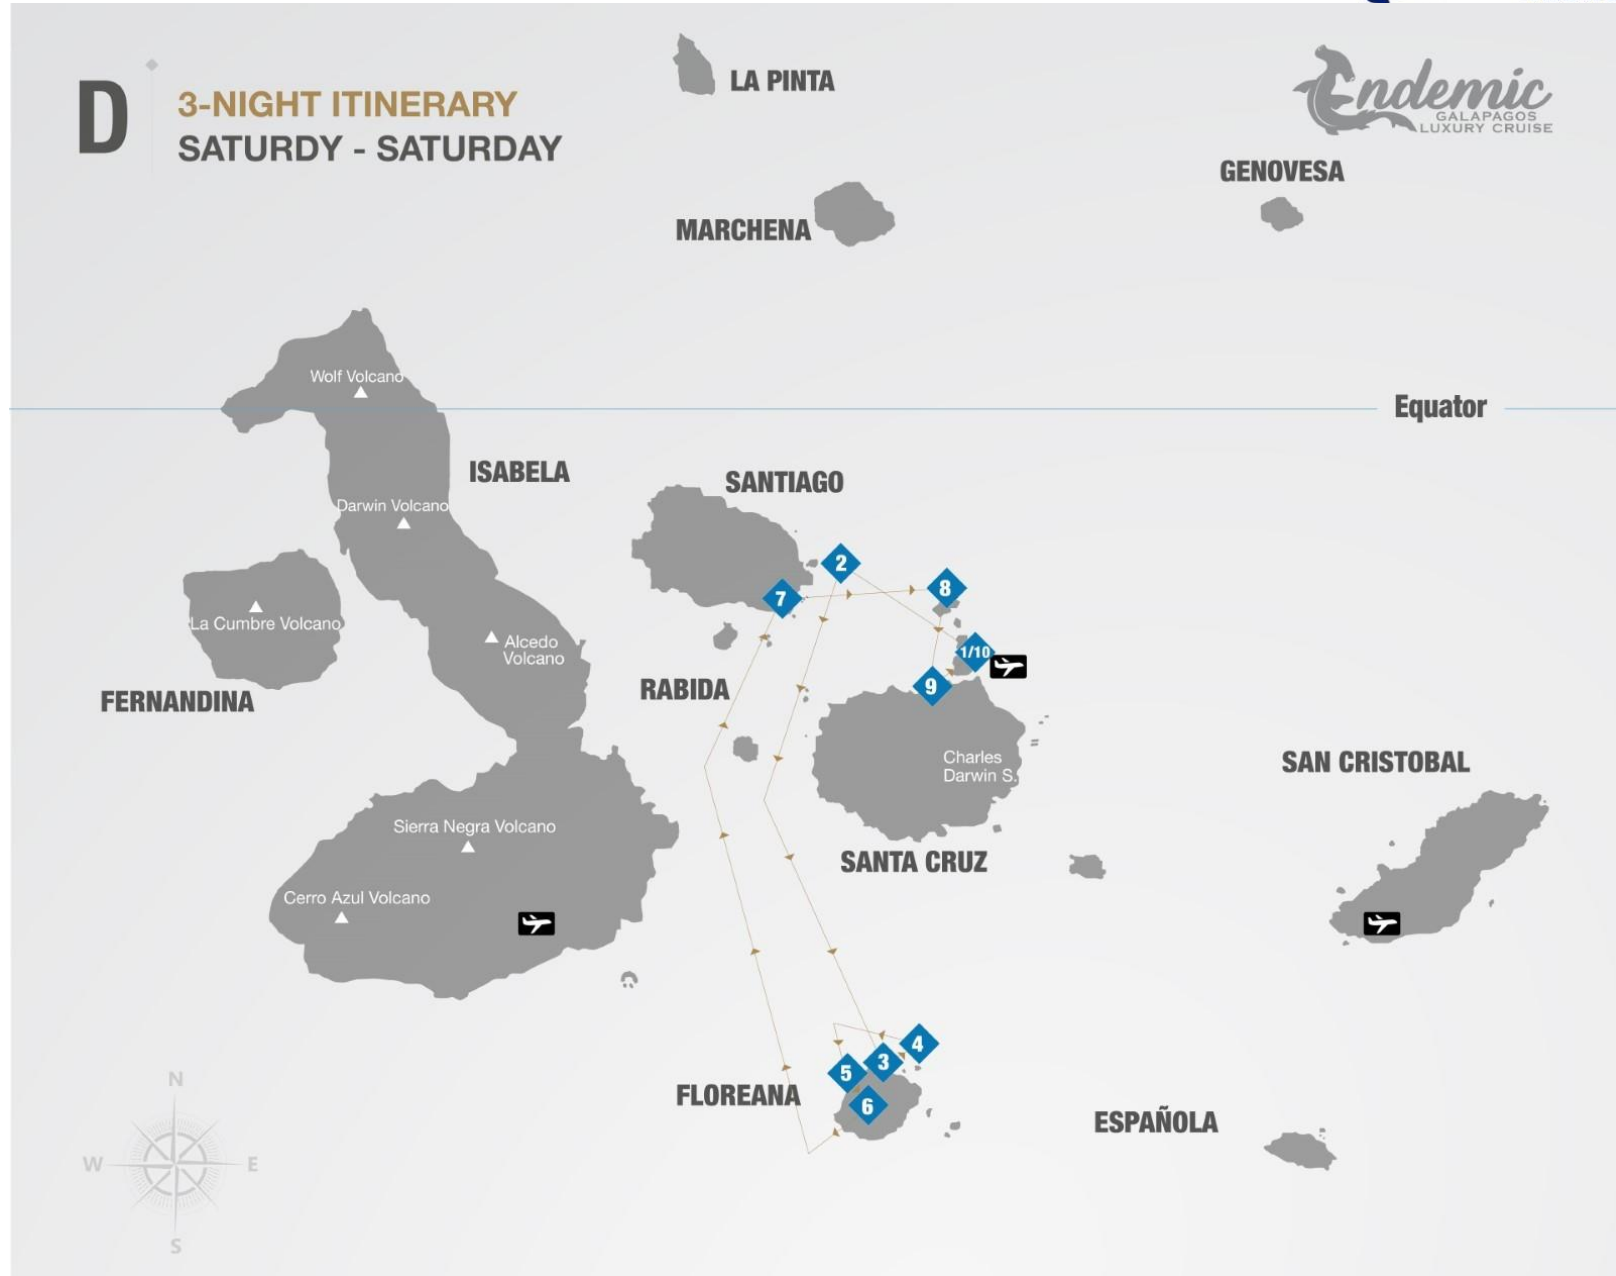 D
3-NIGHT ITINERARY
SATURDY - SATURDAY
LA PINTA
Endemic
GALAPAGOS
LUXURY CRUISE
GENOVESA
MARCHENA
Wolf Volcano
Equator
ISABELA
SANTIAGO
Darwin Volcano
2
8
7
La Cumbre Volcano
Alcedo
Volcano
1/10
9
RABIDA
FERNANDINA
Charles
Darwin S.
SAN CRISTOBAL
Sierra Negra Volcano
SANTA CRUZ
Cerro Azul Volcano
4
3
5
6
FLOREANA
ESPAÑOLA
N
W
E
S